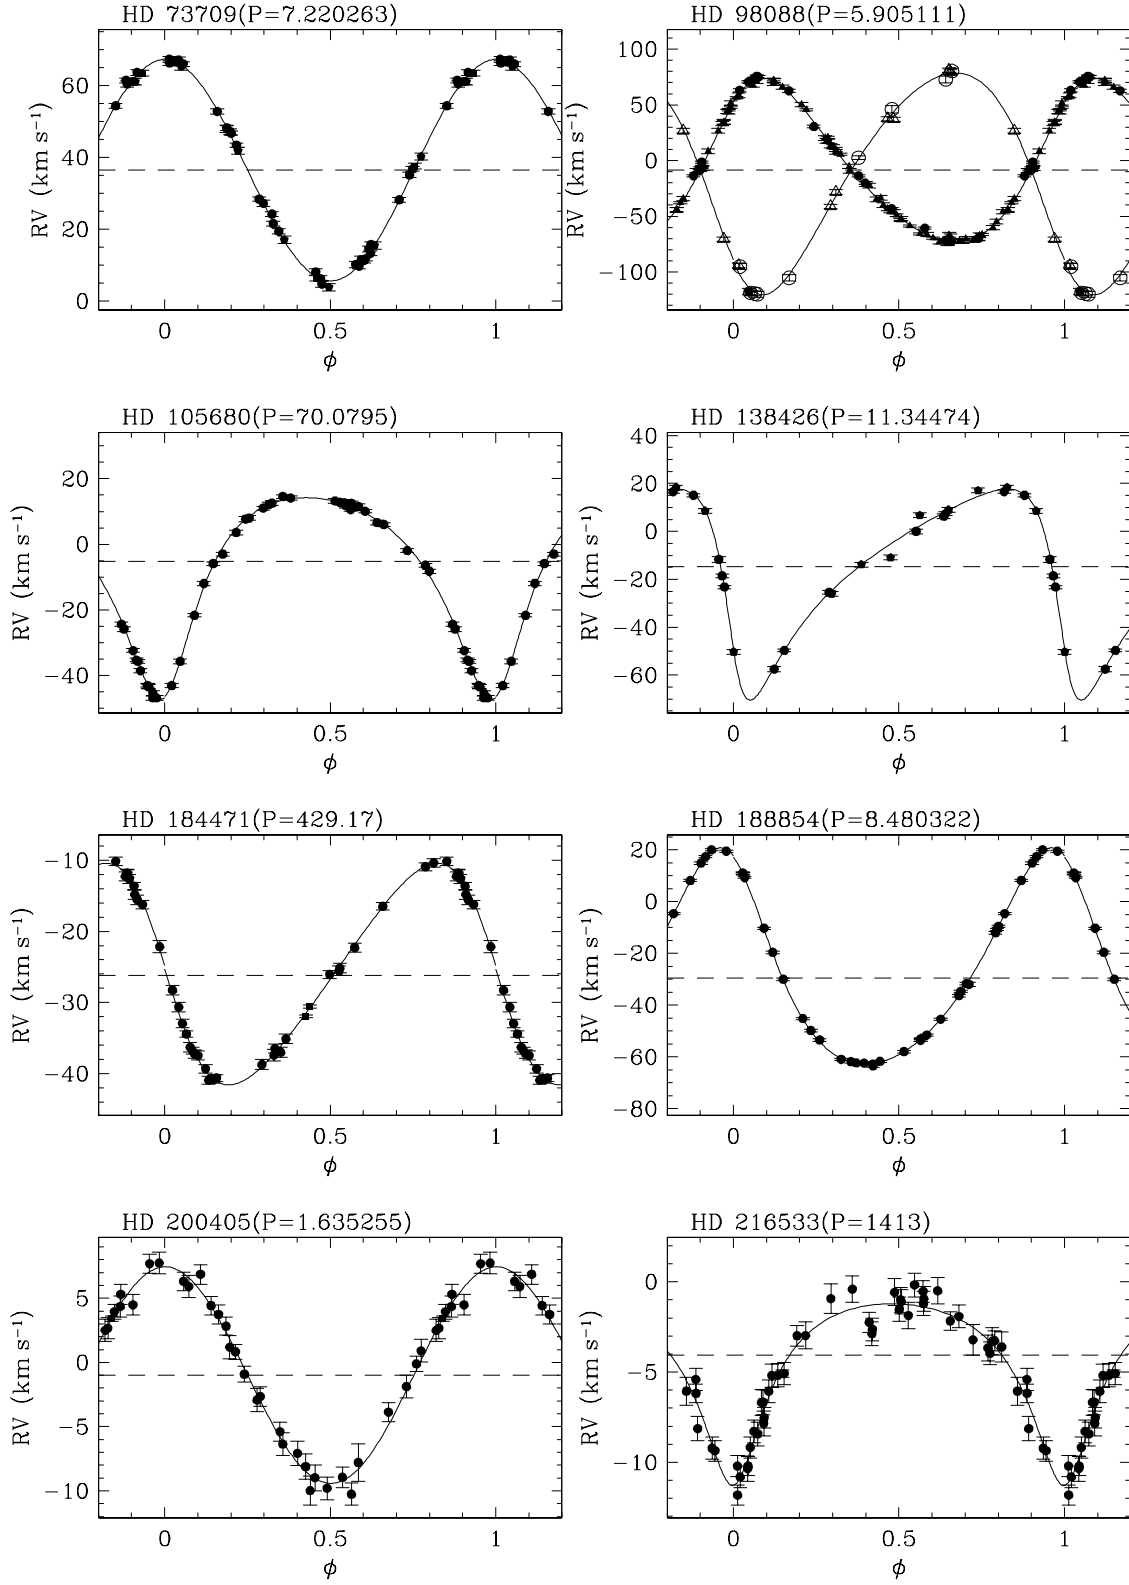 HD 73709(P=7.220263)
RV (km s⁻¹)
60
40
20
0
0
0.5
1
ϕ
HD 98088(P=5.905111)
RV (km s⁻¹)
100
50
0
−50
−100
0
0.5
1
ϕ
HD 105680(P=70.0795)
RV (km s⁻¹)
20
0
−20
−40
0
0.5
1
ϕ
HD 138426(P=11.34474)
RV (km s⁻¹)
40
20
0
−20
−40
−60
0
0.5
1
ϕ
HD 184471(P=429.17)
RV (km s⁻¹)
−10
−20
−30
−40
0
0.5
1
ϕ
HD 188854(P=8.480322)
RV (km s⁻¹)
20
0
−20
−40
−60
−80
0
0.5
1
ϕ
HD 200405(P=1.635255)
RV (km s⁻¹)
5
0
−5
−10
0
0.5
1
ϕ
HD 216533(P=1413)
RV (km s⁻¹)
0
−5
−10
0
0.5
1
ϕ